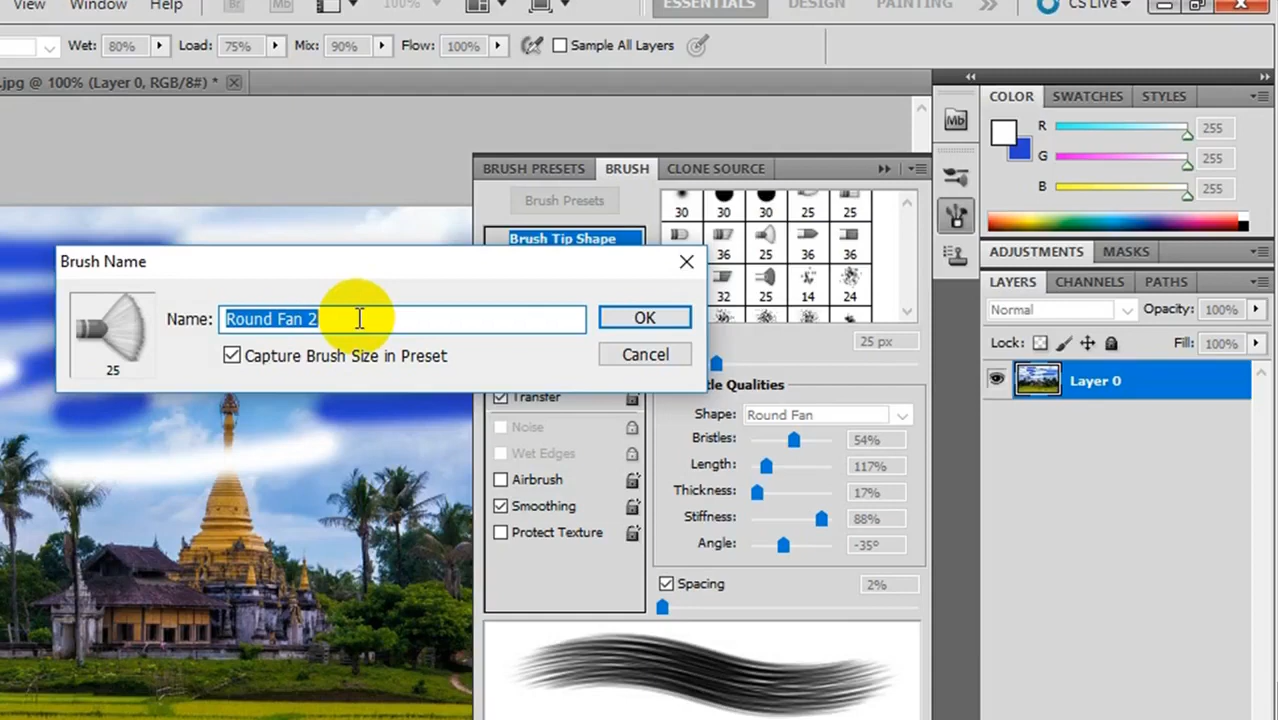 View Window Help Br Mb 100% ESSENTIALS DESIGN PAINTING CS Live
Wet: 80% Load: 75% Mix: 90% Flow: 100% Sample All Layers
.jpg @ 100% (Layer 0, RGB/8#) *
COLOR SWATCHES STYLES
Mb
R 255
G 255
B 255
BRUSH PRESETS BRUSH CLONE SOURCE
Brush Presets
30 30 30 25 25
Brush Tip Shape
36 25 36 36
32 25 14 24
Brush Name
Name: Round Fan 2 OK
Capture Brush Size in Preset Cancel
25
25 px
Qualities
Transfer
Shape: Round Fan
Noise
Bristles 54%
Wet Edges
Length: 117%
Airbrush
Thickness: 17%
Smoothing
Stiffness: 88%
Protect Texture
Angle: -35º
Spacing 2%
ADJUSTMENTS MASKS
LAYERS CHANNELS PATHS
Normal Opacity: 100%
Lock: Fill: 100%
Layer 0